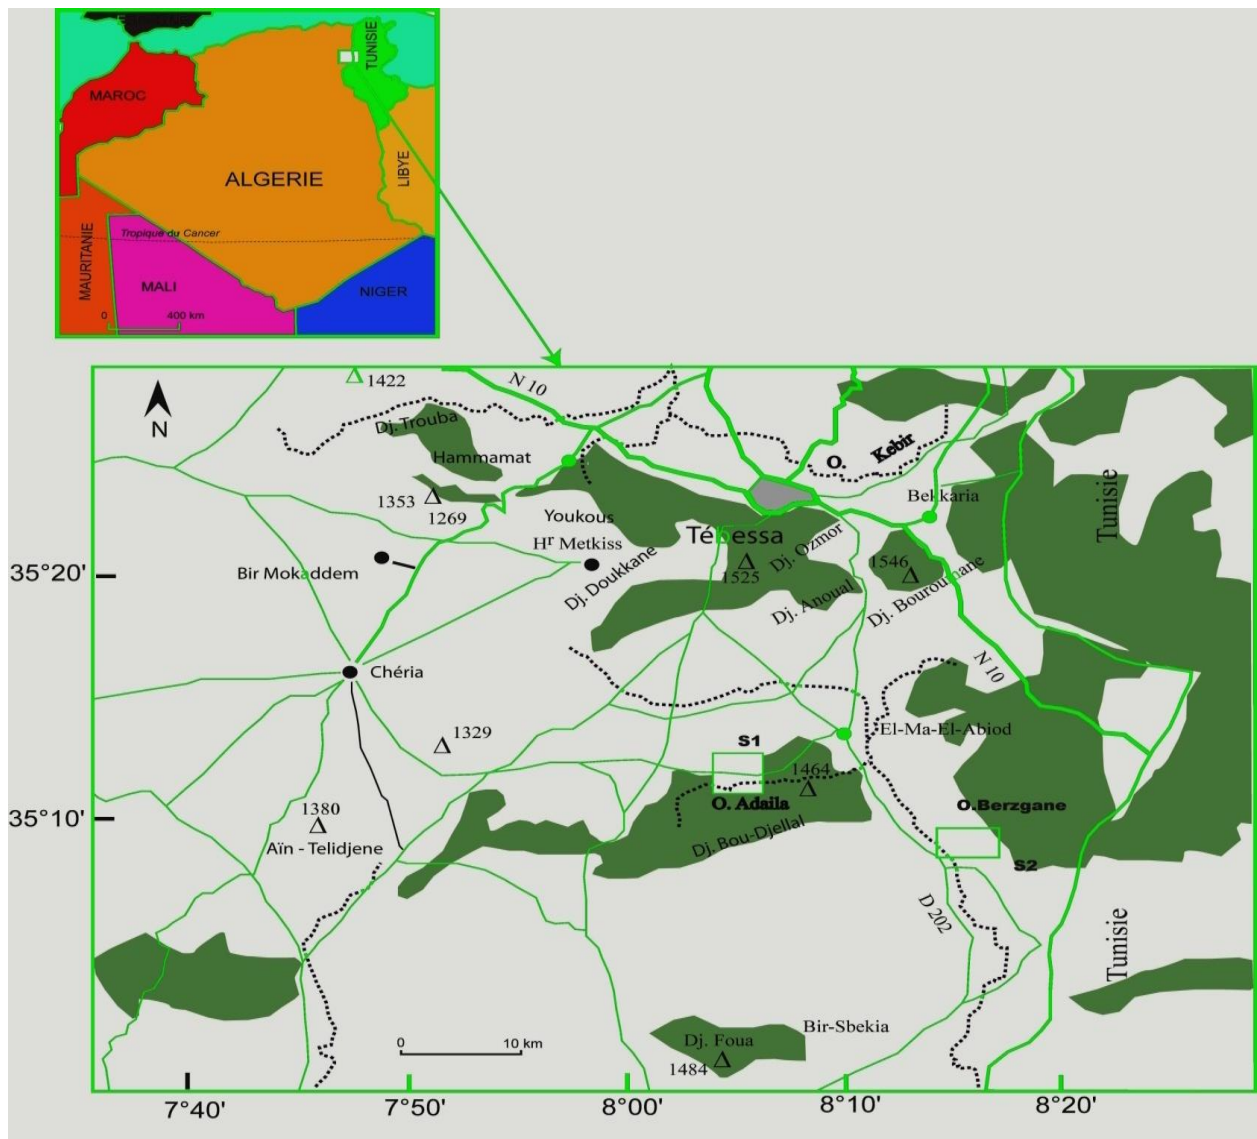 TUNISIE
MAROC
ALGERIE
LIBYE
Tropique du Cancer
MAURITANIE
MALI
NIGER
0 400 km
1422
N 10
Dj. Trouba
Hammamat
O. Kebir
1353
1269
Bekkaria
Tunisie
Youkous
Hʳ Metkiss
Tébessa
Dj. Ozmor
1546
35°20'
Bir Mokaddem
Dj. Doukkane
1525
Dj. Anoual
Dj. Bouroumane
N
N 10
Chéria
1329
El-Ma-El-Abiod
S1
1464
1380
O. Adaila
O.Berzgane
35°10'
Aïn - Telidjene
Dj. Bou-Djellal
S2
D 202
Tunisie
0 10 km
Bir-Sbekia
Dj. Foua
1484
7°40' 7°50' 8°00' 8°10' 8°20'